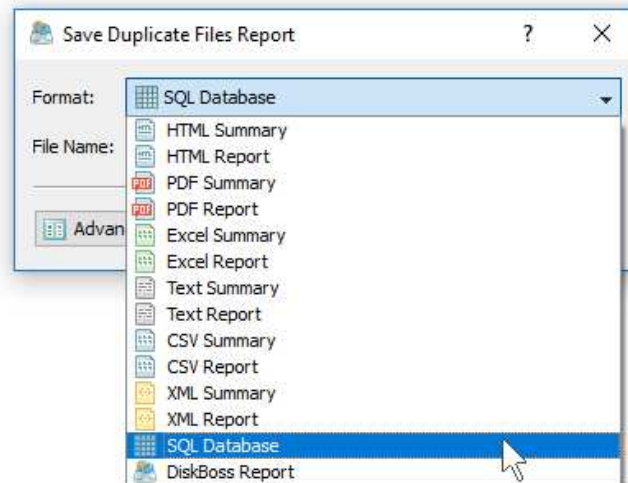 Save Duplicate Files Report ?
Format: SQL Database
HTML Summary
File Name: HTML Report
PDF Summary
PDF Report
Excel Summary
Advan Excel Report
Text Summary
Text Report
CSV Summary
CSV Report
XML Summary
XML Report
SQL Database
DiskBoss Report